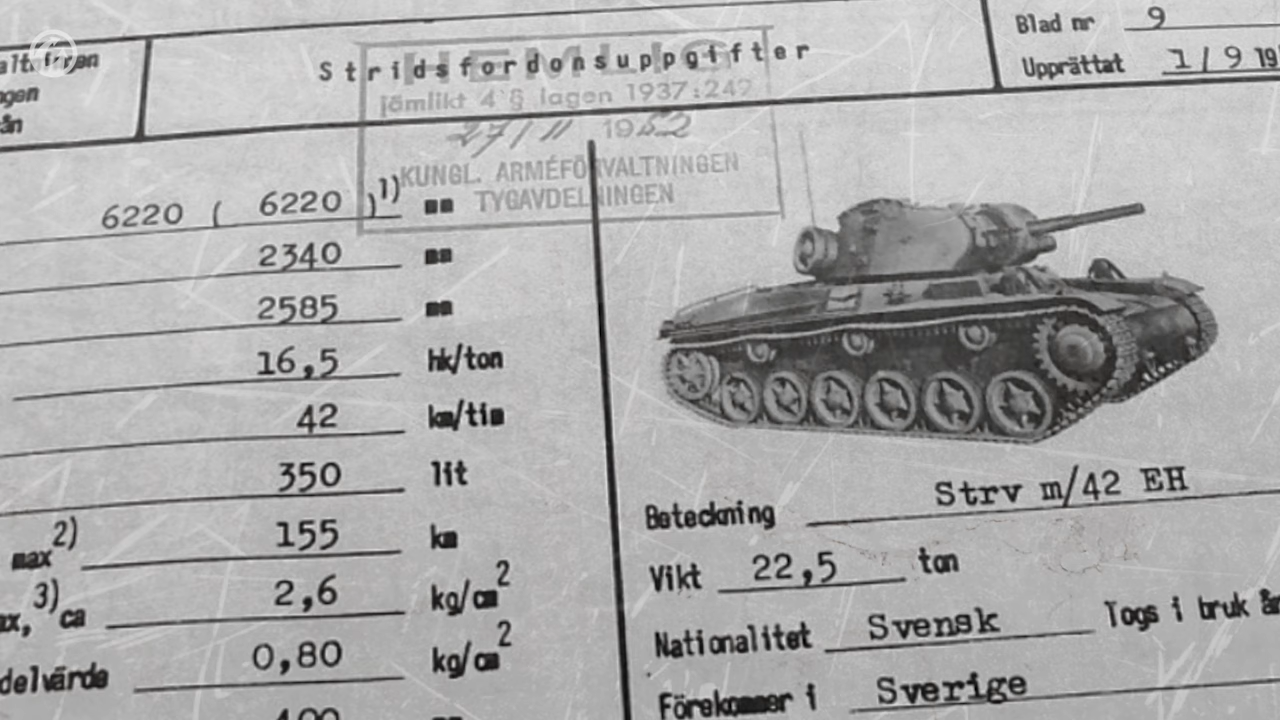 Stridsfordonsuppgifter
HEMLIG
jämlikt 4 § lagen 1937:249
27/11 1952
KUNGL. ARMÉFÖRVALTNINGEN
TYGAVDELNINGEN
Blad nr 9
Upprättat 1/9 19
6220 ( 6220 )1) mm
2340 mm
2585 mm
16,5 hk/ton
42 km/tim
350 lit
max2) 155 km
3) ca 2,6 kg/cm2
delvärde 0,80 kg/cm2
400 mm
Beteckning Strv m/42 EH
Vikt 22,5 ton
Nationalitet Svensk Togs i bruk år
Förekommer i Sverige